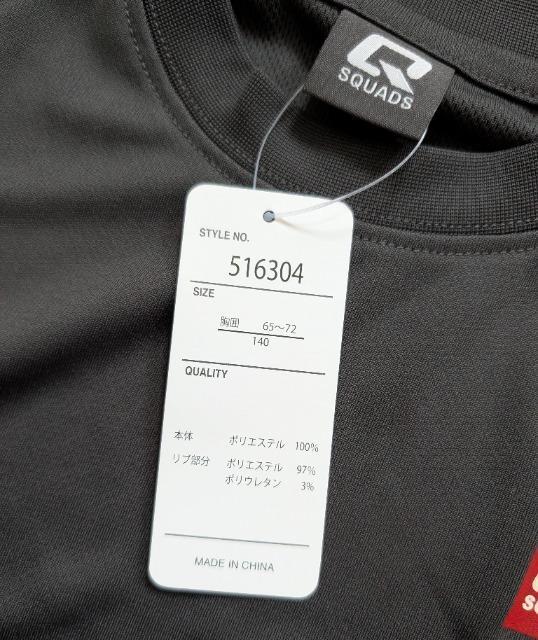 SQUADS
STYLE NO.
516304
SIZE
胸囲 65〜72
140
QUALITY
本体 ポリエステル 100%
リブ部分 ポリエステル 97%
ポリウレタン 3%
MADE IN CHINA